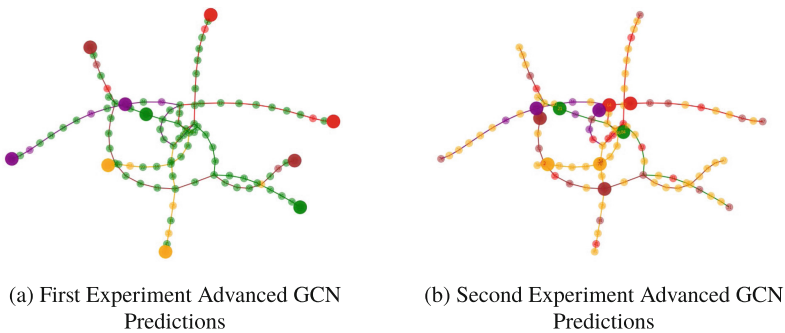 (a) First Experiment Advanced GCN
Predictions
(b) Second Experiment Advanced GCN
Predictions